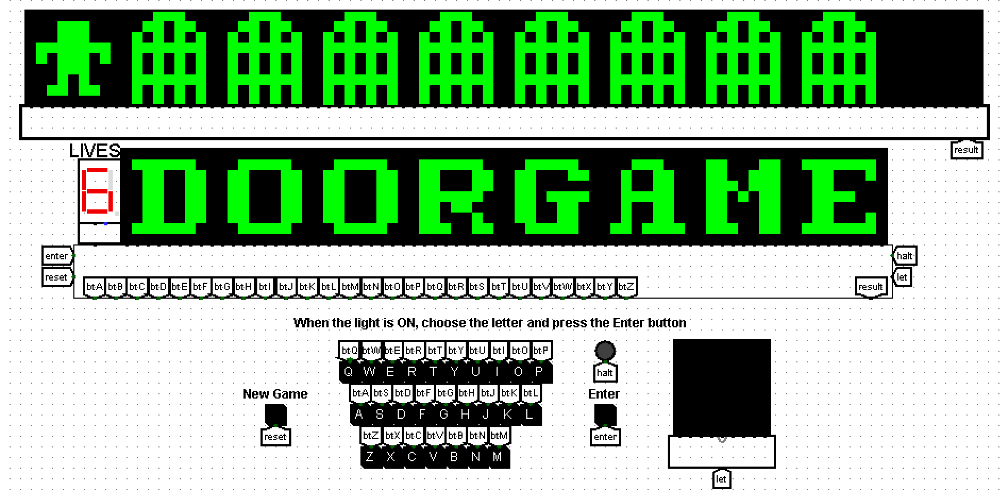 result
LIVES
6 DOORGAME
enter halt
reset let
btA btB btC btD btE btF btG btH btI btJ btK btL btM btN btO btP btQ btR btS btT btU btV btW btX btY btZ result
When the light is ON, choose the letter and press the Enter button
btQ btW btE btR btT btY btU btI btO btP
Q W E R T Y U I O P halt
btA btS btD btF btG btH btJ btK btL
New Game Enter
A S D F G H J K L
btZ btX btC btV btB btN btM
reset enter
Z X C V B N M
let